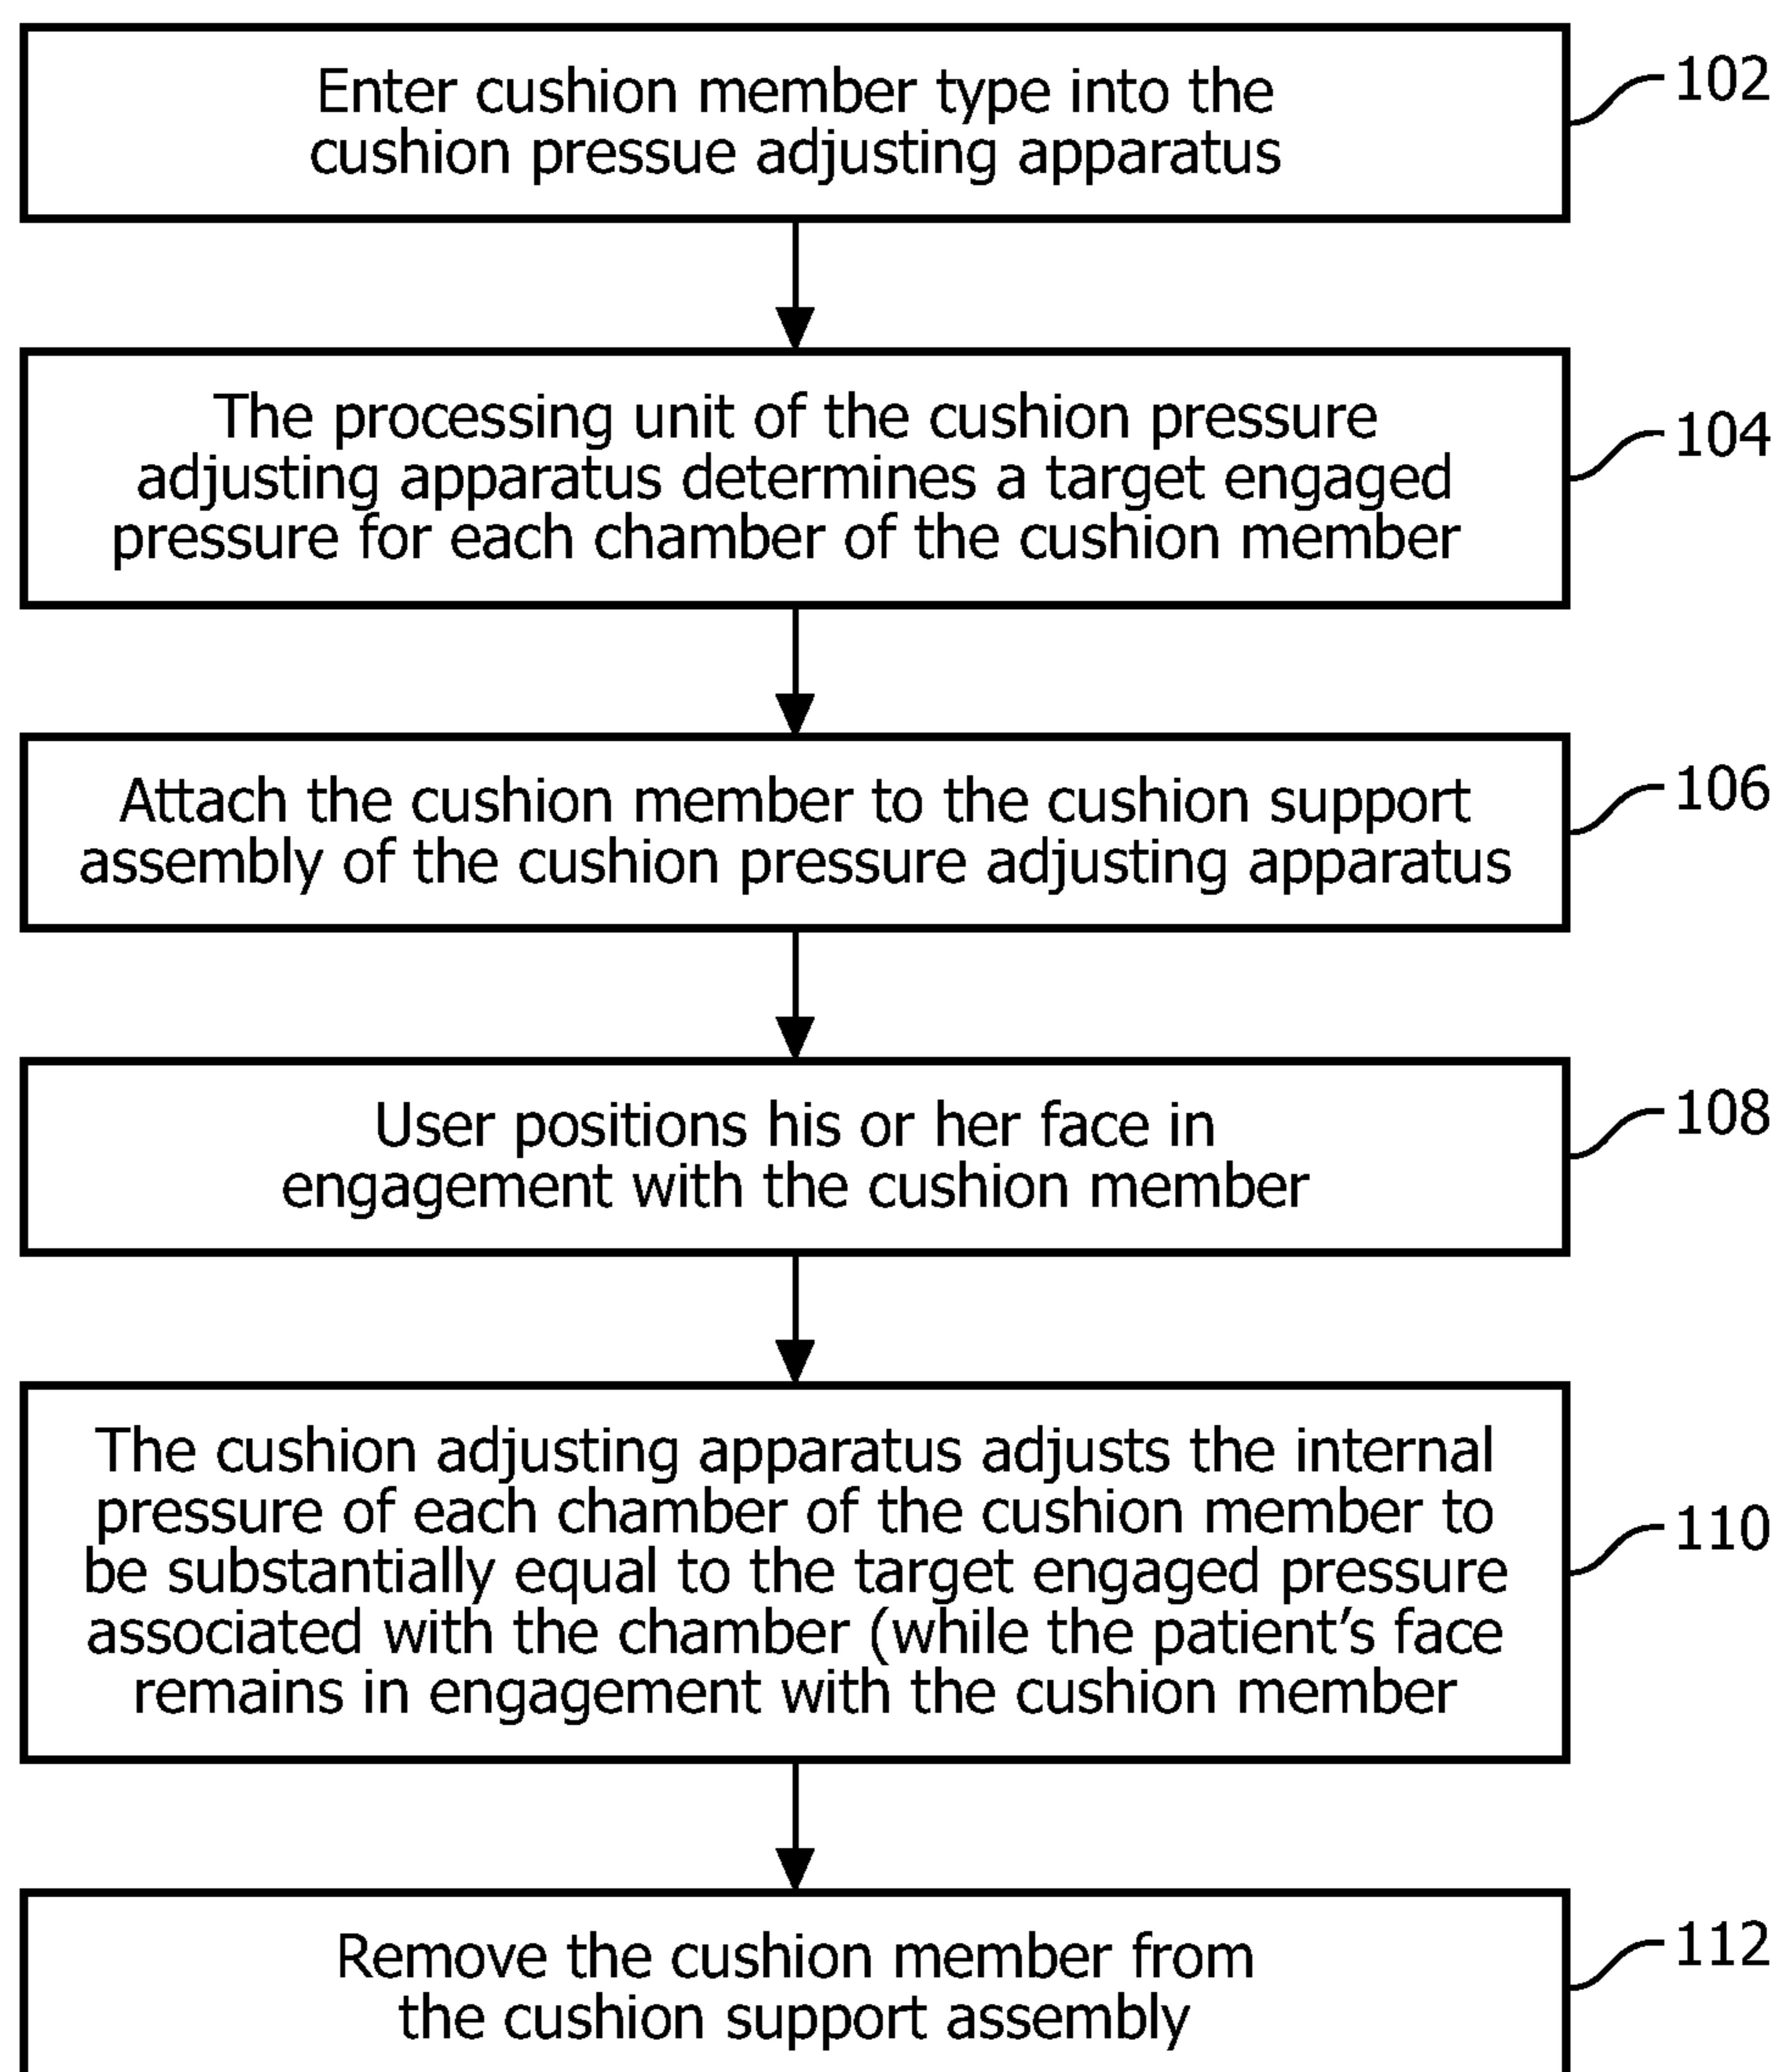 Enter cushion member type into the
cushion pressue adjusting apparatus
102
The processing unit of the cushion pressure
adjusting apparatus determines a target engaged
pressure for each chamber of the cushion member
104
Attach the cushion member to the cushion support
assembly of the cushion pressure adjusting apparatus
106
User positions his or her face in
engagement with the cushion member
108
The cushion adjusting apparatus adjusts the internal
pressure of each chamber of the cushion member to
be substantially equal to the target engaged pressure
associated with the chamber (while the patient's face
remains in engagement with the cushion member
110
Remove the cushion member from
the cushion support assembly
112